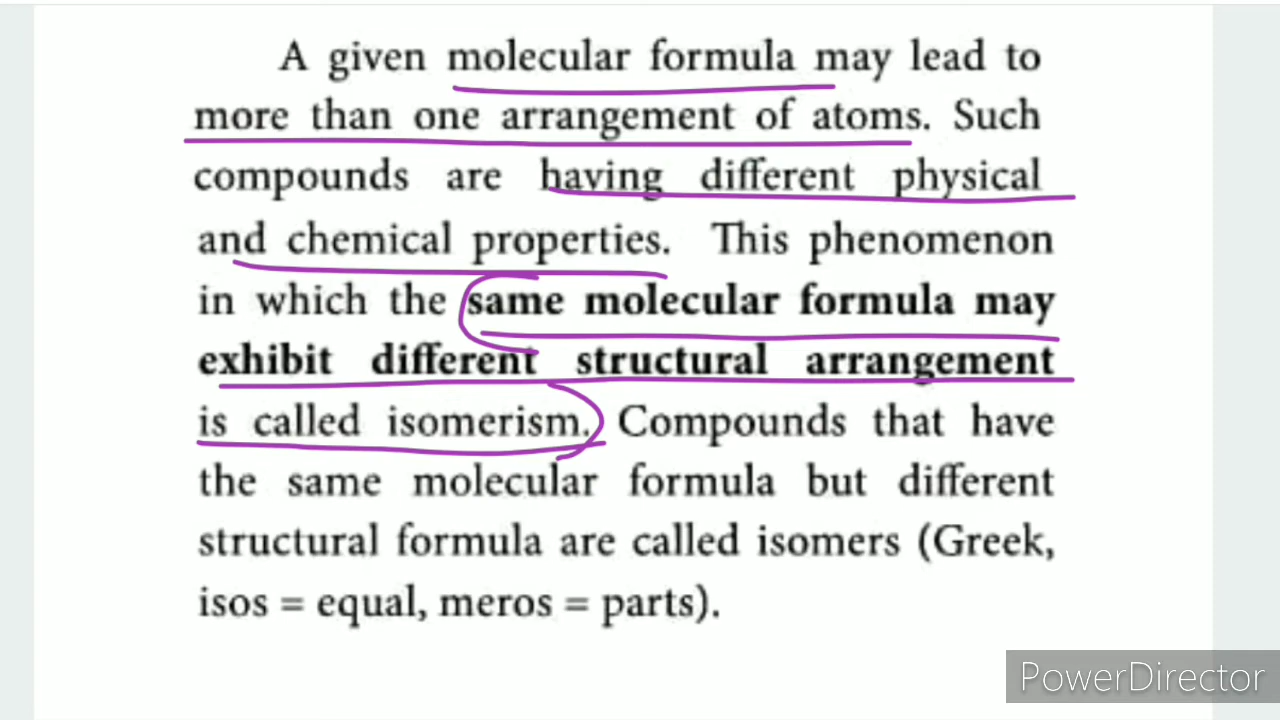 A given molecular formula may lead to
more than one arrangement of atoms. Such
compounds are having different physical
and chemical properties. This phenomenon
in which the same molecular formula may
exhibit different structural arrangement
is called isomerism. Compounds that have
the same molecular formula but different
structural formula are called isomers (Greek,
isos = equal, meros = parts).
PowerDirector